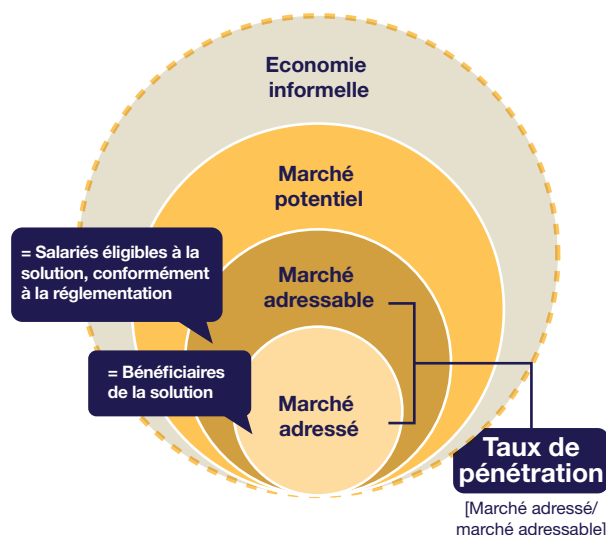 Economie
informelle
Marché
potentiel
= Salariés éligibles à la
solution, conformément
à la réglementation
Marché
adressable
= Bénéficiaires
de la solution
Marché
adressé
Taux de
pénétration
[Marché adressé/
marché adressable]